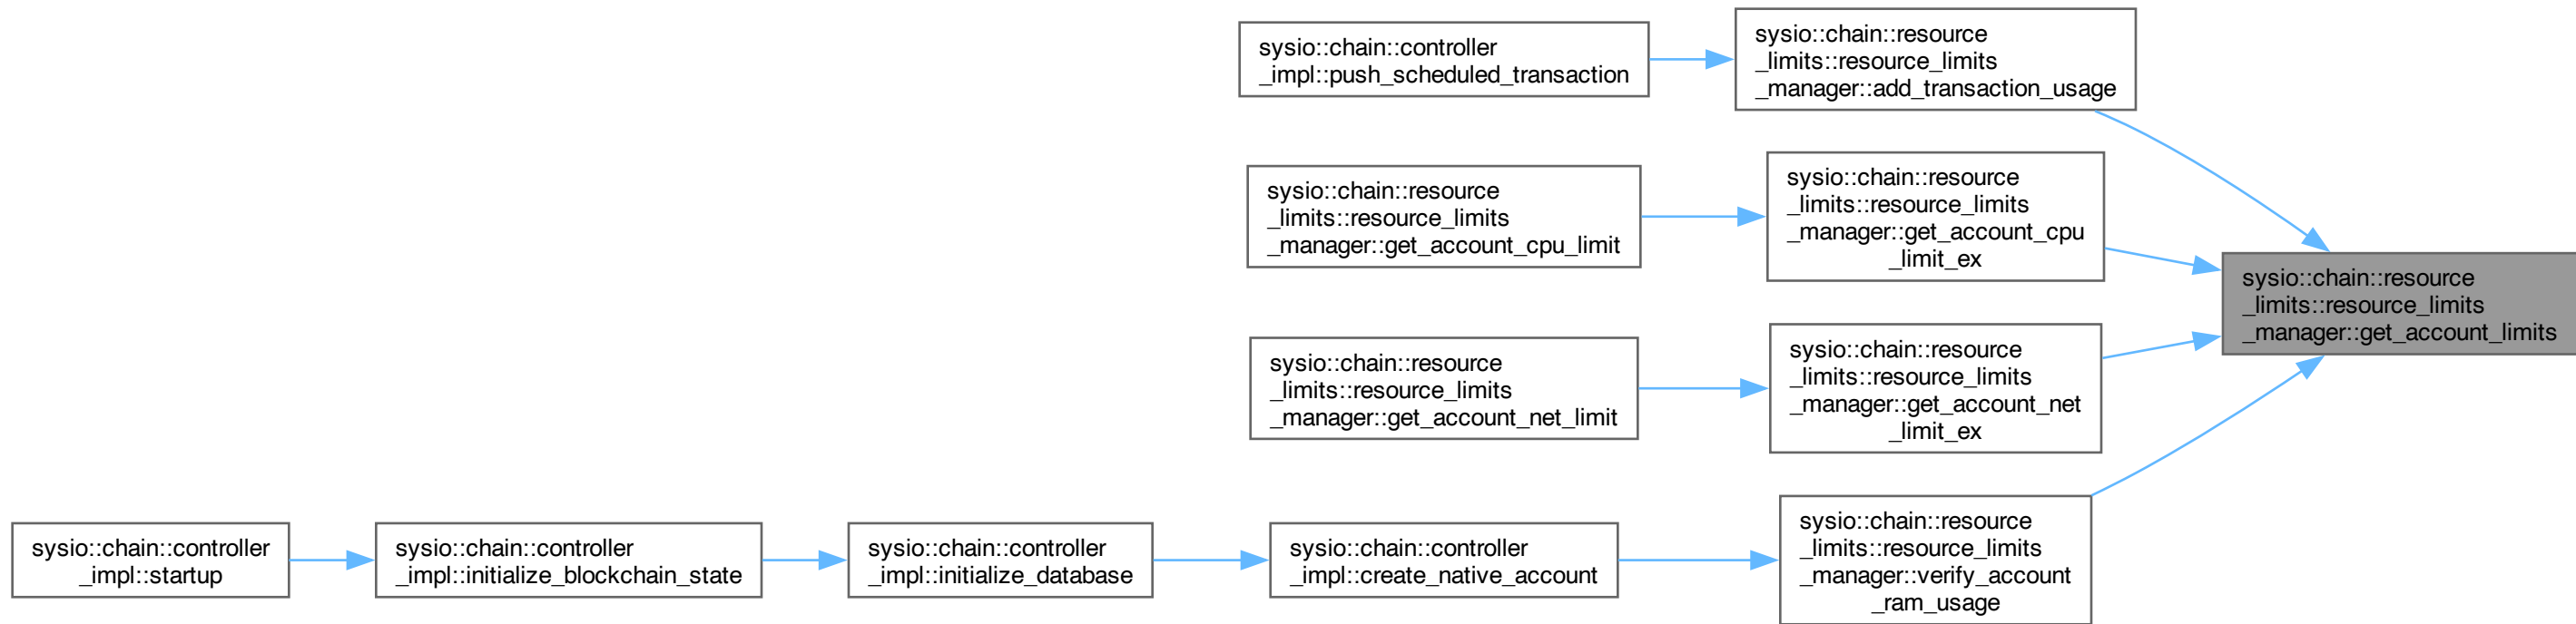 sysio::chain::controller
_impl::push_scheduled_transaction
sysio::chain::resource
_limits::resource_limits
_manager::add_transaction_usage
sysio::chain::resource
_limits::resource_limits
_manager::get_account_cpu_limit
sysio::chain::resource
_limits::resource_limits
_manager::get_account_cpu
_limit_ex
sysio::chain::resource
_limits::resource_limits
_manager::get_account_limits
sysio::chain::resource
_limits::resource_limits
_manager::get_account_net_limit
sysio::chain::resource
_limits::resource_limits
_manager::get_account_net
_limit_ex
sysio::chain::controller
_impl::startup
sysio::chain::controller
_impl::initialize_blockchain_state
sysio::chain::controller
_impl::initialize_database
sysio::chain::controller
_impl::create_native_account
sysio::chain::resource
_limits::resource_limits
_manager::verify_account
_ram_usage